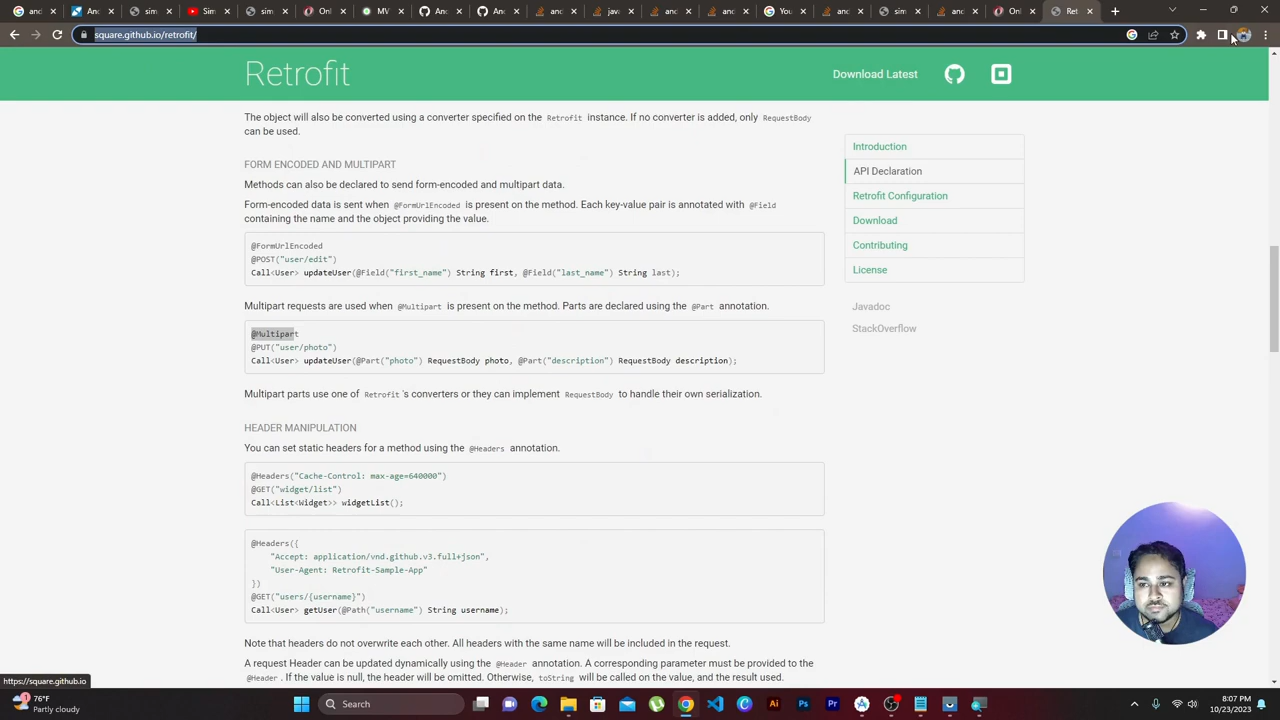 square.github.io/retrofit/
Retrofit
Download Latest
The object will also be converted using a converter specified on the Retrofit instance. If no converter is added, only RequestBody
can be used.
FORM ENCODED AND MULTIPART
Methods can also be declared to send form-encoded and multipart data.
Form-encoded data is sent when @FormUrlEncoded is present on the method. Each key-value pair is annotated with @Field
containing the name and the object providing the value.
@FormUrlEncoded
@POST("user/edit")
Call<User> updateUser(@Field("first_name") String first, @Field("last_name") String last);
Multipart requests are used when @Multipart is present on the method. Parts are declared using the @Part annotation.
@Multipart
@PUT("user/photo")
Call<User> updateUser(@Part("photo") RequestBody photo, @Part("description") RequestBody description);
Multipart parts use one of Retrofit's converters or they can implement RequestBody to handle their own serialization.
HEADER MANIPULATION
You can set static headers for a method using the @Headers annotation.
@Headers("Cache-Control: max-age=640000")
@GET("widget/list")
Call<List<Widget>> widgetList();
@Headers({
"Accept: application/vnd.github.v3.full+json",
"User-Agent: Retrofit-Sample-App"
})
@GET("users/{username}")
Call<User> getUser(@Path("username") String username);
Note that headers do not overwrite each other. All headers with the same name will be included in the request.
A request Header can be updated dynamically using the @Header annotation. A corresponding parameter must be provided to the
@Header. If the value is null, the header will be omitted. Otherwise, toString will be called on the value, and the result used.
Introduction
API Declaration
Retrofit Configuration
Download
Contributing
License
Javadoc
StackOverflow
https://square.github.io
76°F
Partly cloudy
Search
8:07 PM
10/23/2023